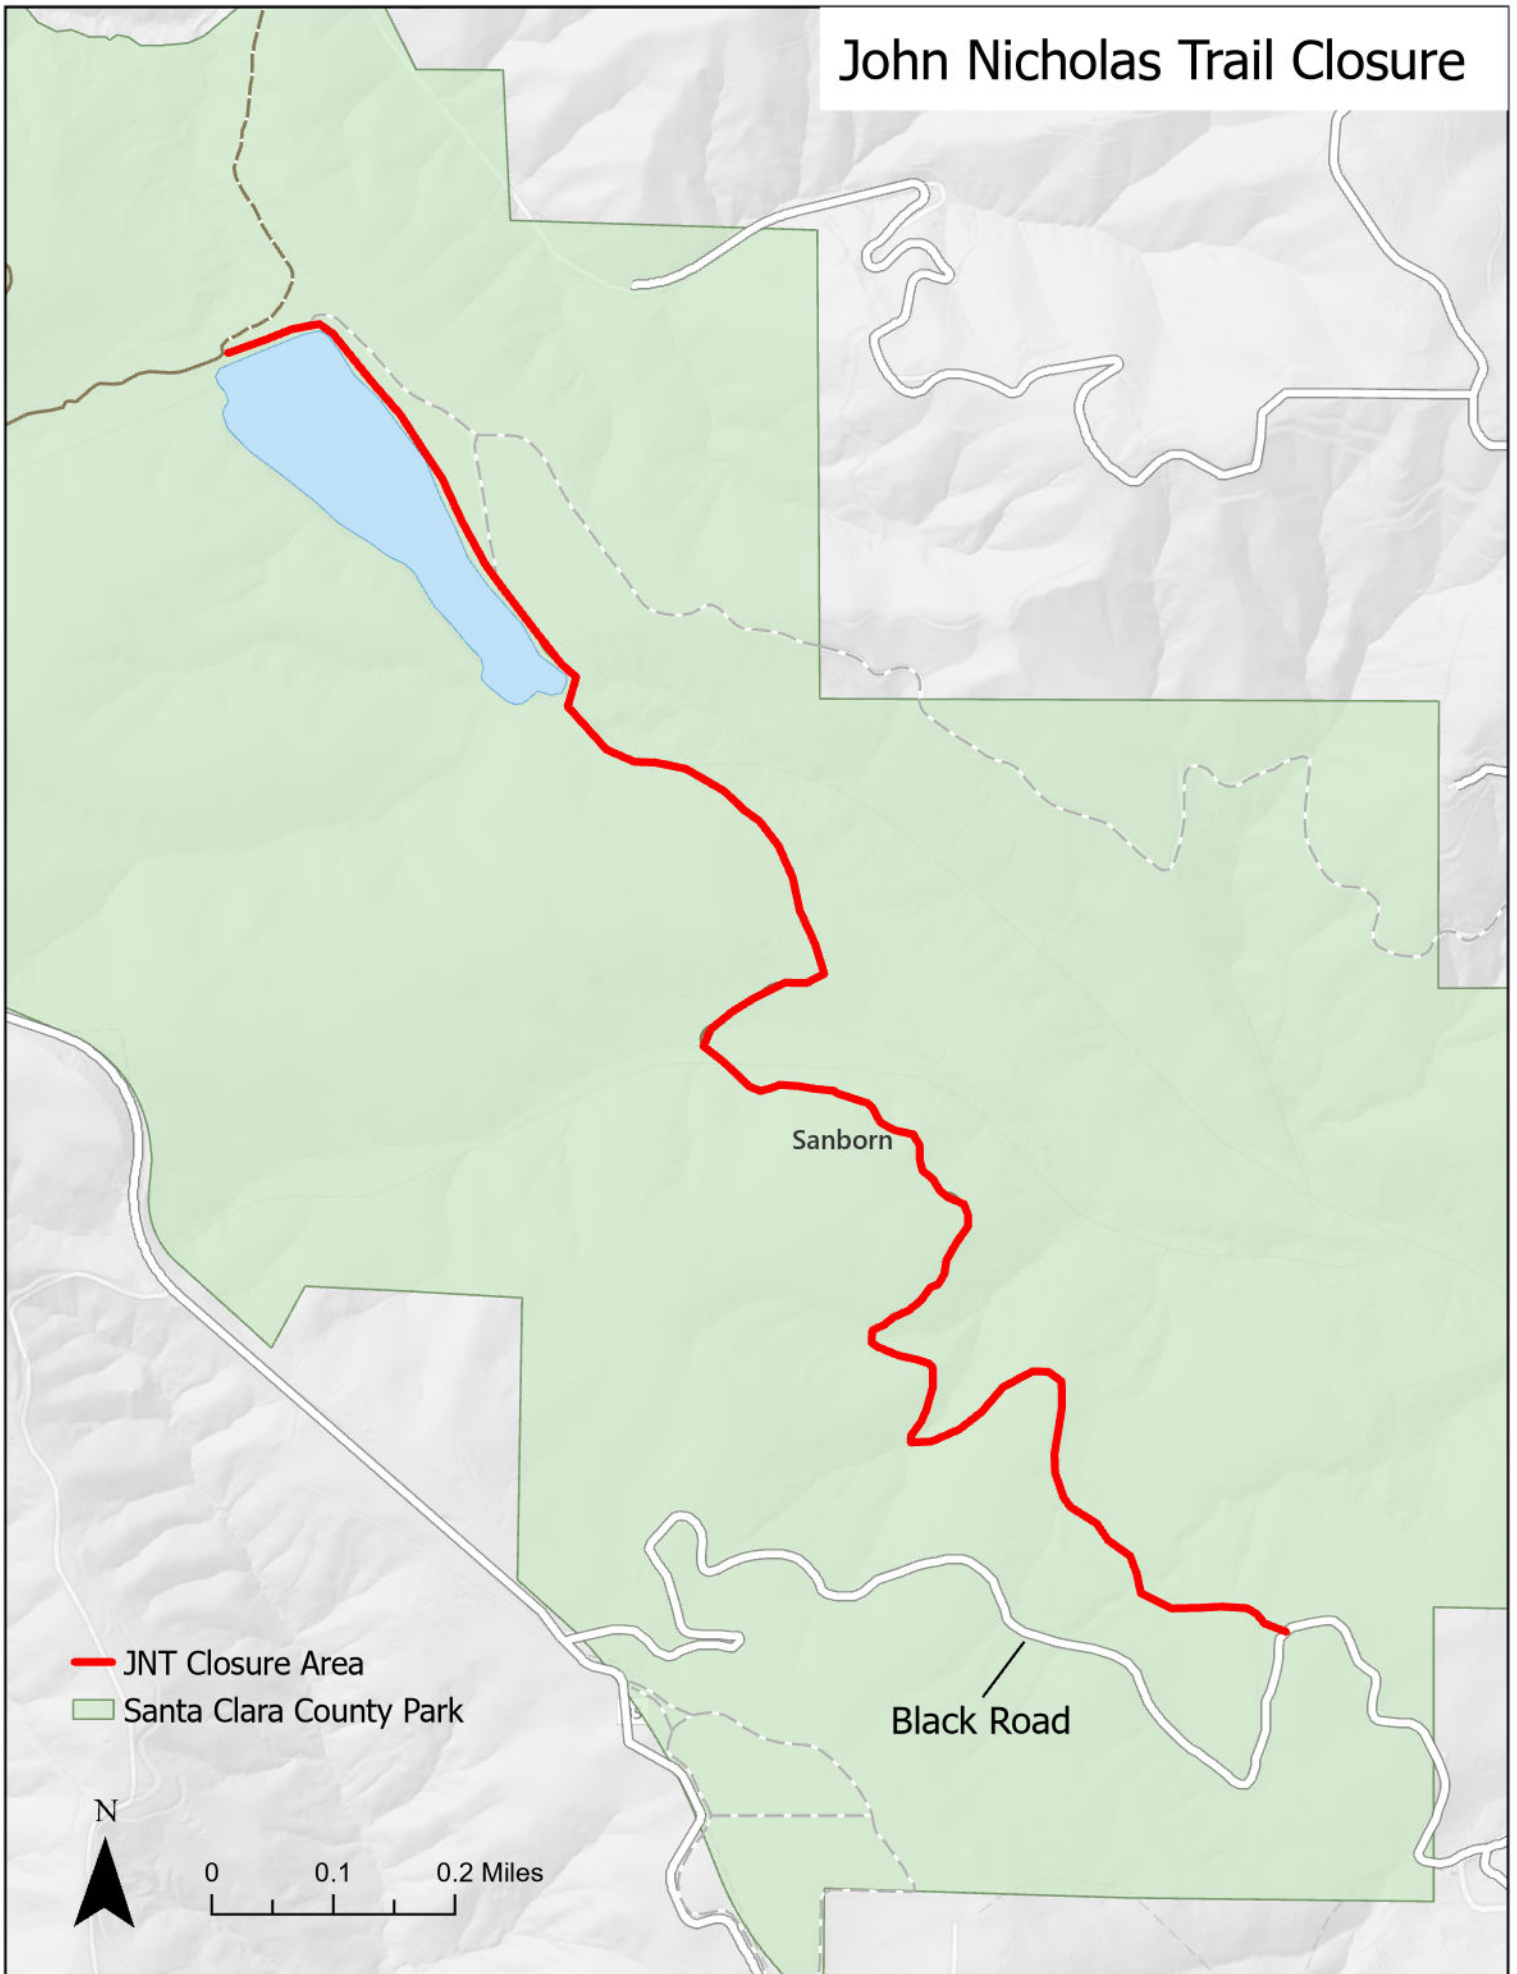 John Nicholas Trail Closure
Sanborn
JNT Closure Area
Santa Clara County Park
Black Road
N
0 0.1 0.2 Miles